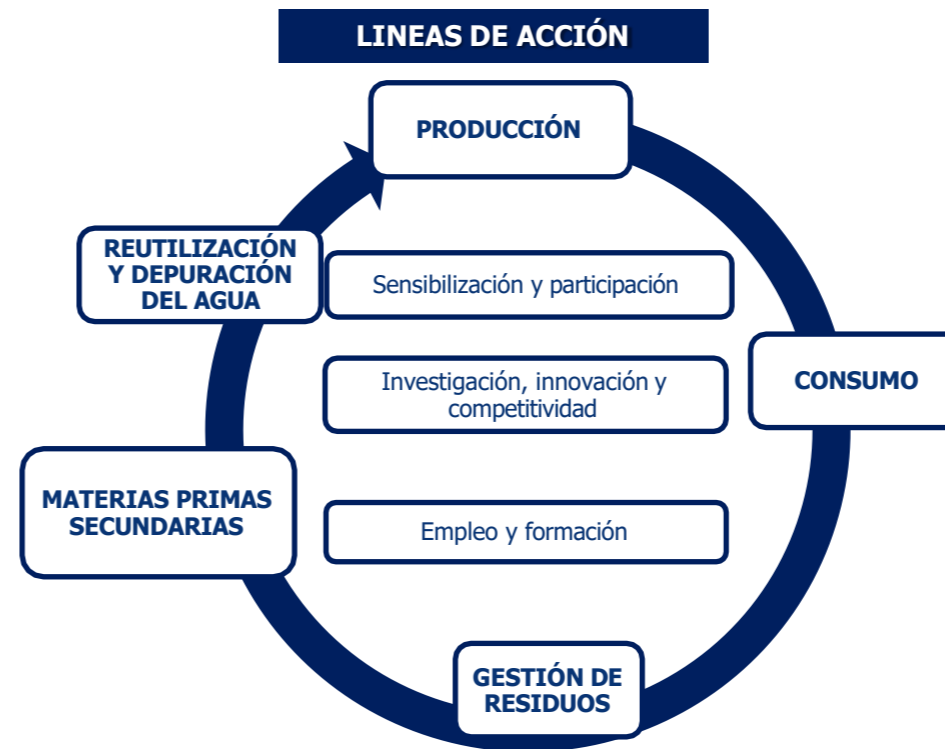 LINEAS DE ACCIÓN
PRODUCCIÓN
REUTILIZACIÓN
Y DEPURACIÓN
DEL AGUA
Sensibilización y participación
Investigación, innovación y
competitividad
CONSUMO
MATERIAS PRIMAS
SECUNDARIAS
Empleo y formación
GESTIÓN DE
RESIDUOS